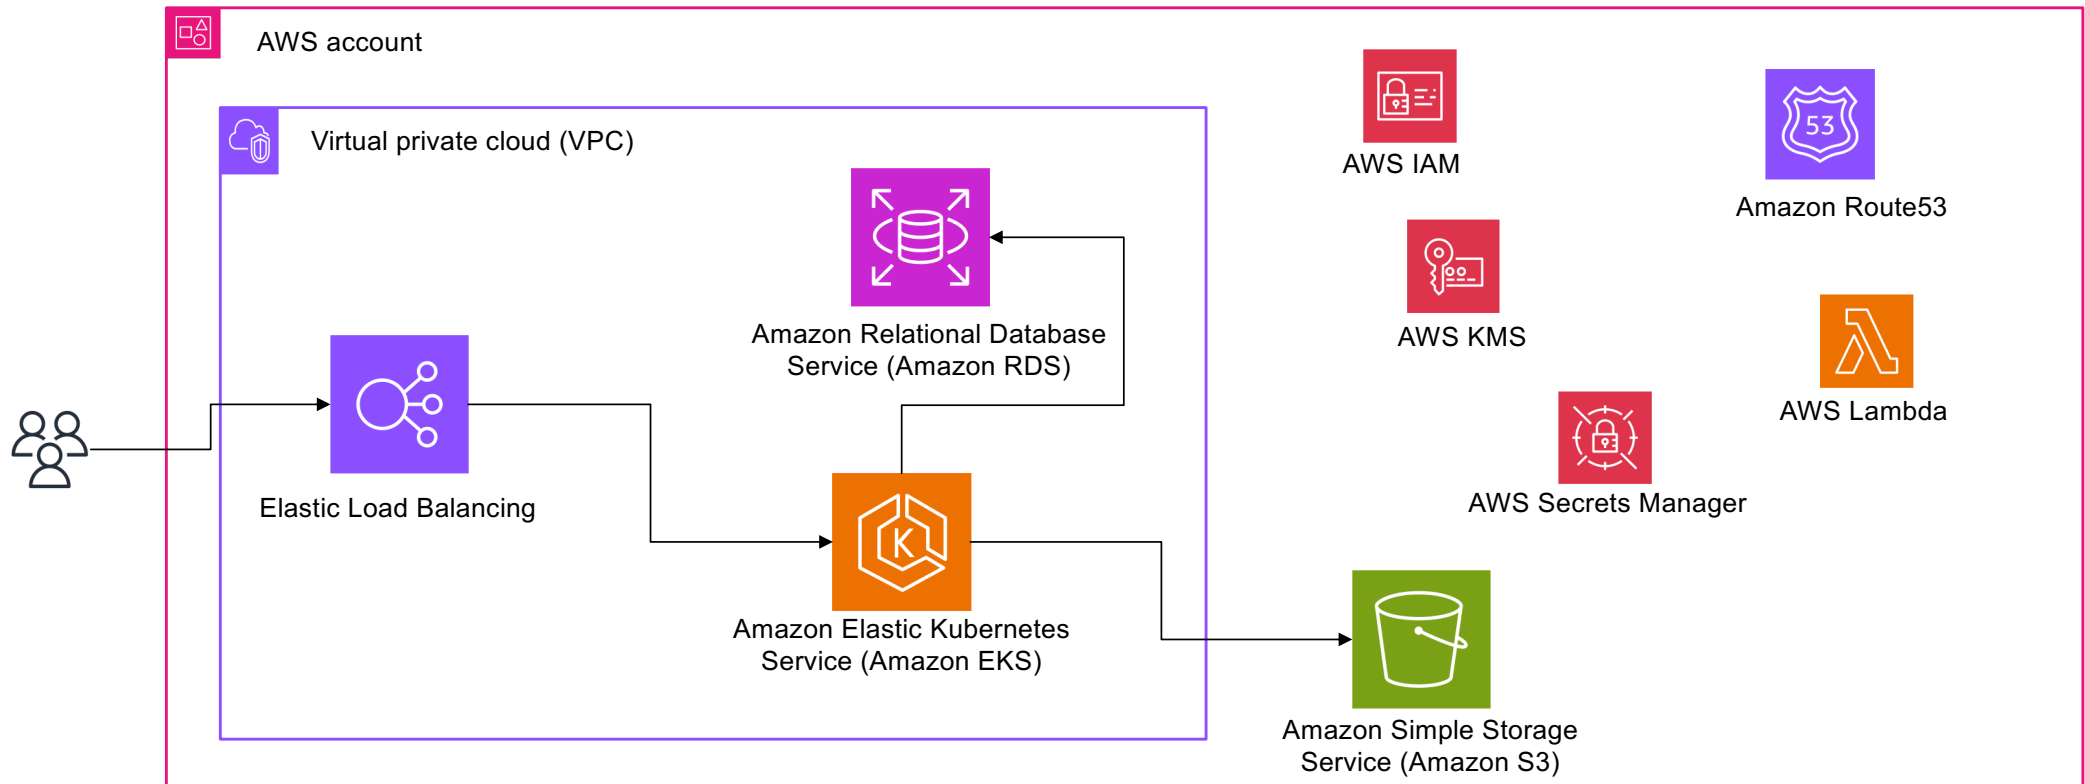 AWS account
Virtual private cloud (VPC)
AWS IAM
53
Amazon Route53
Amazon Relational Database
Service (Amazon RDS)
AWS KMS
AWS Lambda
Elastic Load Balancing
AWS Secrets Manager
K
Amazon Elastic Kubernetes
Service (Amazon EKS)
Amazon Simple Storage
Service (Amazon S3)